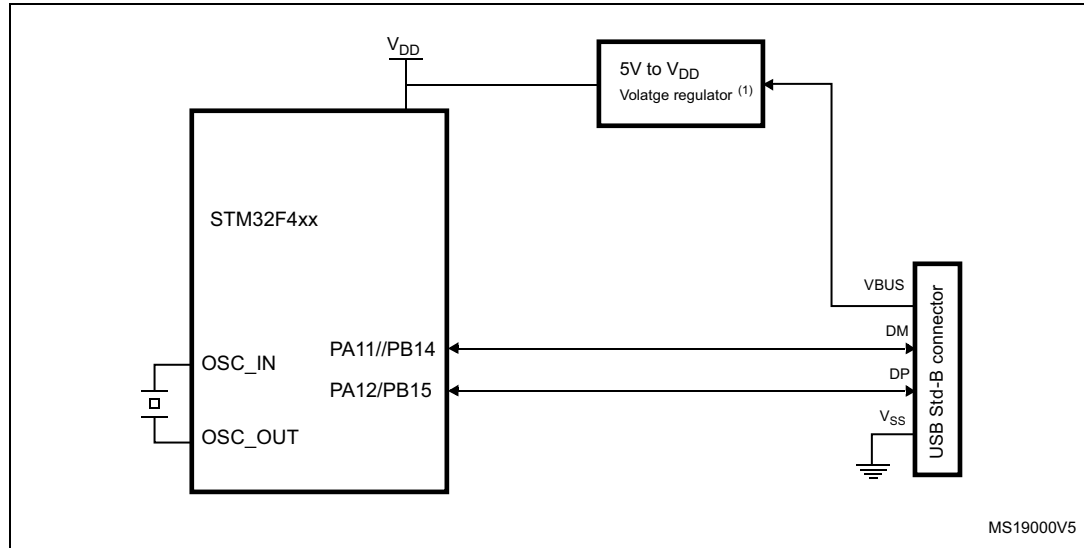 VDD
5V to VDD
Volatge regulator (1)
STM32F4xx
VBUS
PA11//PB14
DM
OSC_IN
PA12/PB15
DP
OSC_OUT
VSS
USB Std-B connector
MS19000V5